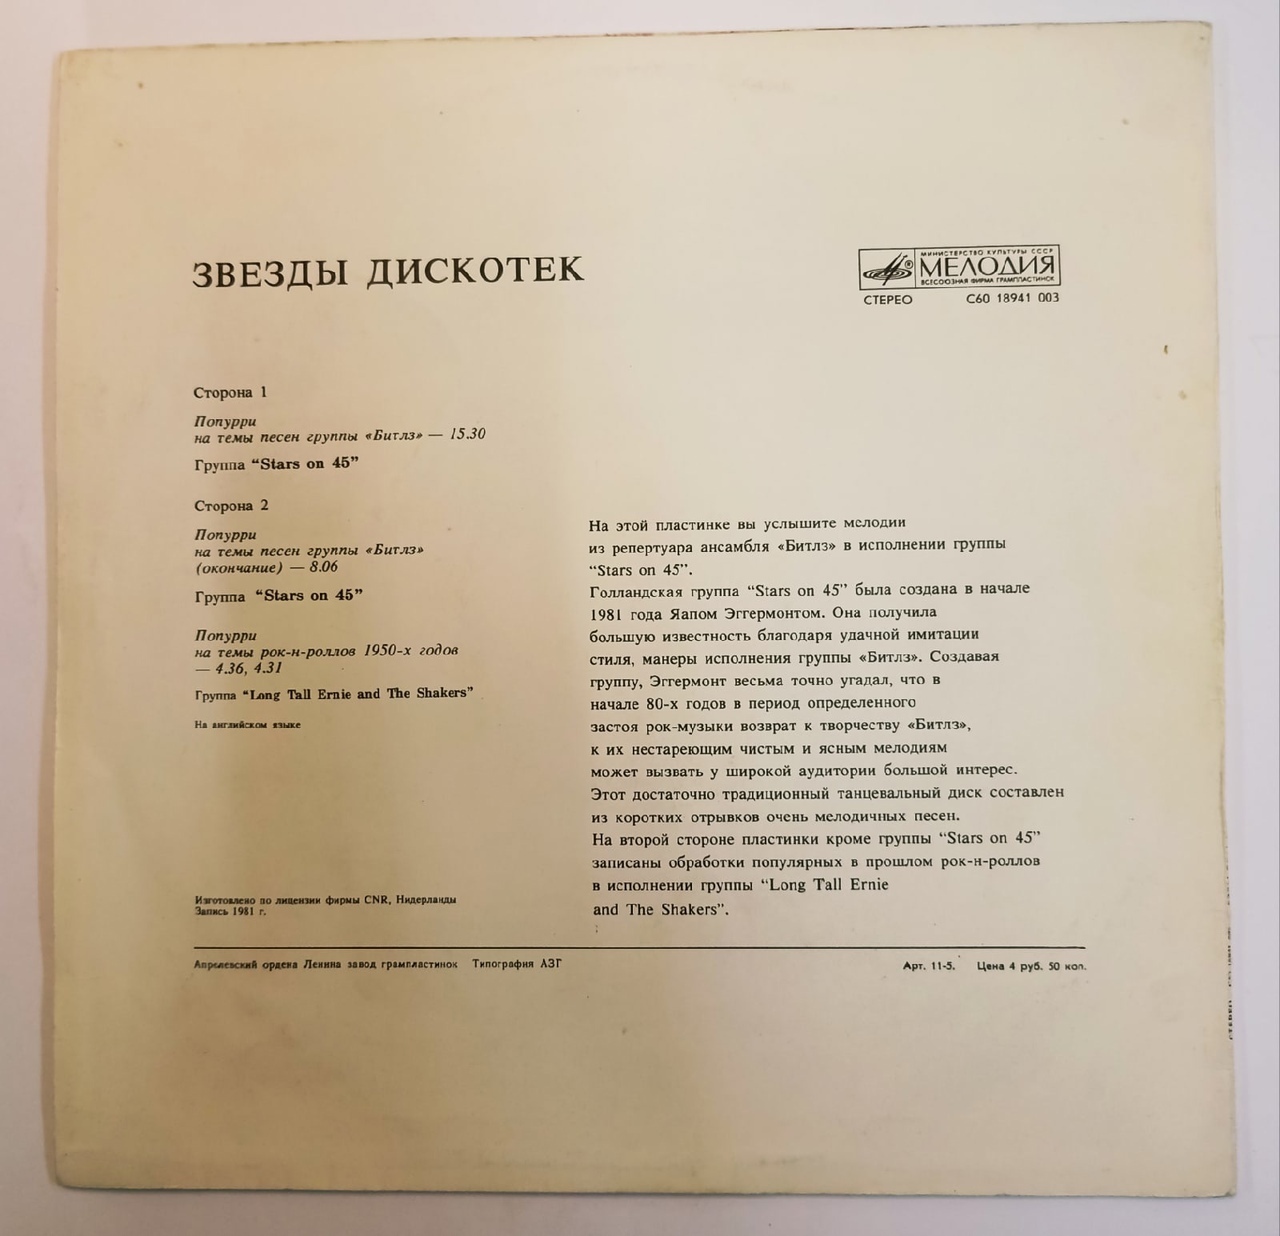 ЗВЕЗДЫ ДИСКОТЕК
МИНИСТЕРСТВО КУЛЬТУРЫ СССР
МЕЛОДИЯ
ВСЕСОЮЗНАЯ ФИРМА ГРАМПЛАСТИНОК
СТЕРЕО С60 18941 003
Сторона 1
Попурри
на темы песен группы «Битлз» — 15.30
Группа “Stars on 45”
Сторона 2
Попурри
на темы песен группы «Битлз»
(окончание) — 8.06
Группа “Stars on 45”
Попурри
на темы рок-н-роллов 1950-х годов
— 4.36, 4.31
Группа “Long Tall Ernie and The Shakers”
На английском языке
На этой пластинке вы услышите мелодии
из репертуара ансамбля «Битлз» в исполнении группы
“Stars on 45”.
Голландская группа “Stars on 45” была создана в начале
1981 года Яапом Эггермонтом. Она получила
большую известность благодаря удачной имитации
стиля, манеры исполнения группы «Битлз». Создавая
группу, Эггермонт весьма точно угадал, что в
начале 80-х годов в период определенного
застоя рок-музыки возврат к творчеству «Битлз»,
к их нестареющим чистым и ясным мелодиям
может вызвать у широкой аудитории большой интерес.
Этот достаточно традиционный танцевальный диск составлен
из коротких отрывков очень мелодичных песен.
На второй стороне пластинки кроме группы “Stars on 45”
записаны обработки популярных в прошлом рок-н-роллов
в исполнении группы “Long Tall Ernie
and The Shakers”.
Изготовлено по лицензии фирмы CNR, Нидерланды
Запись 1981 г.
Апрелевский ордена Ленина завод грампластинок Типография АЗГ
Арт. 11-5. Цена 4 руб. 50 коп.